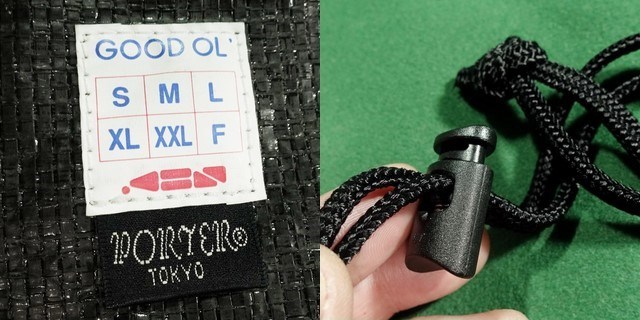 GOOD OL'
S M L
XL XXL F
PORTER®
TOKYO